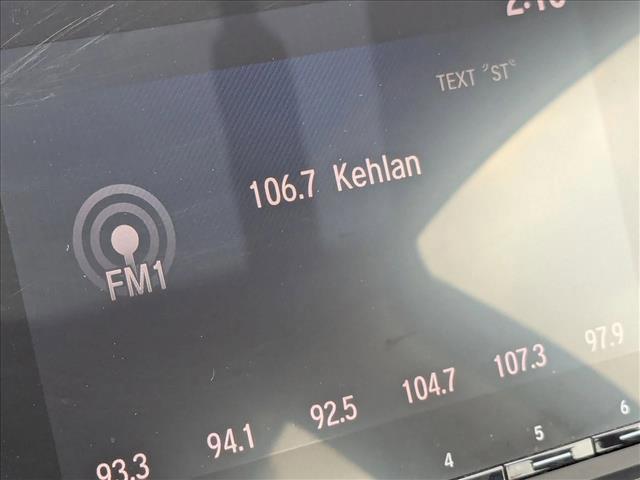 TEXT "ST"
106.7 Kehlan
FM1
93.3 94.1 92.5 104.7 107.3 97.9
4 5 6